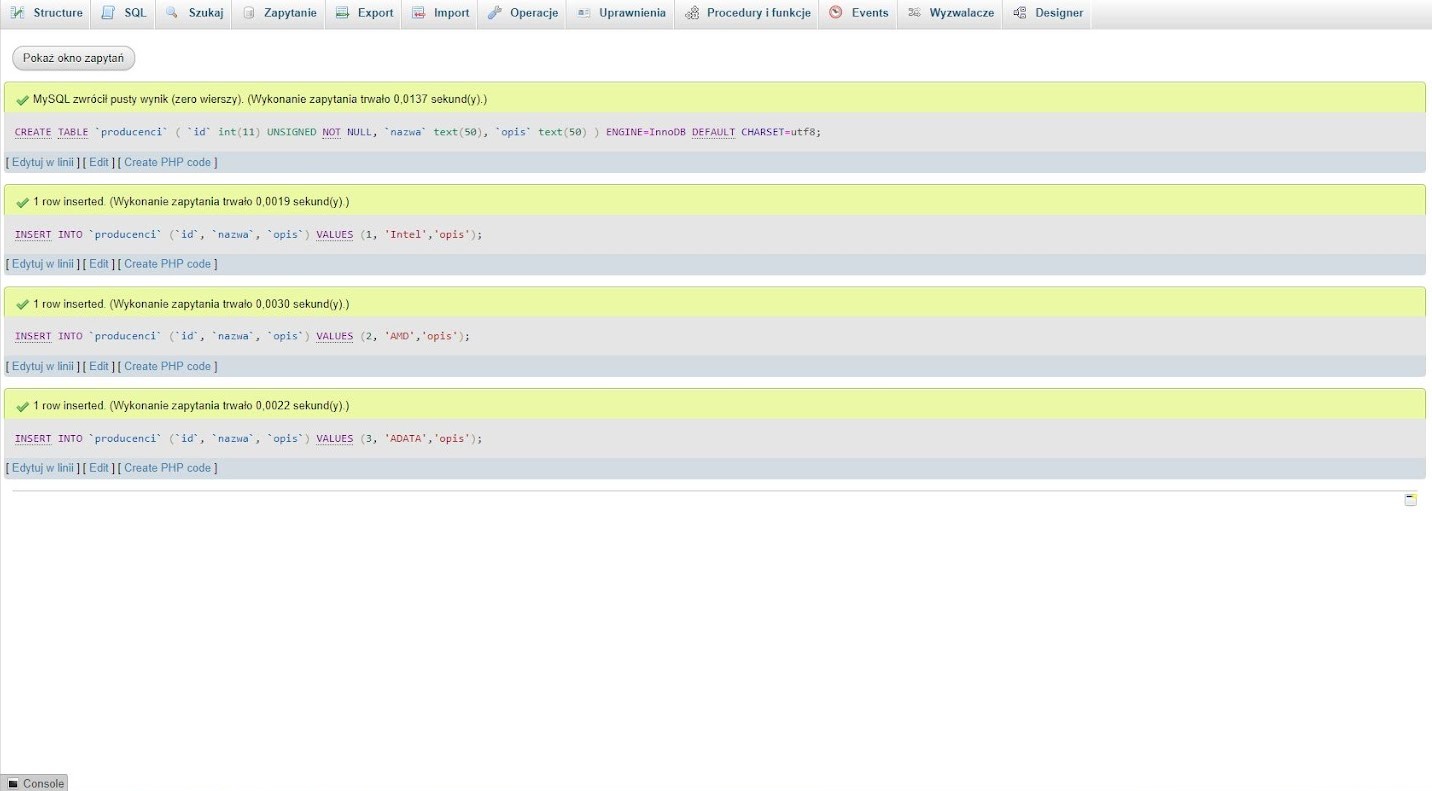 Structure SQL Szukaj Zapytanie Export Import Operacje Uprawnienia Procedury i funkcje Events Wyzwalacze Designer
Pokaż okno zapytań
MySQL zwrócił pusty wynik (zero wierszy). (Wykonanie zapytania trwało 0,0137 sekund(y).)
CREATE TABLE `producenci` ( `id` int(11) UNSIGNED NOT NULL, `nazwa` text(50), `opis` text(50) ) ENGINE=InnoDB DEFAULT CHARSET=utf8;
[ Edytuj w linii ] [ Edit ] [ Create PHP code ]
1 row inserted. (Wykonanie zapytania trwało 0,0019 sekund(y).)
INSERT INTO `producenci` (`id`, `nazwa`, `opis`) VALUES (1, 'Intel','opis');
[ Edytuj w linii ] [ Edit ] [ Create PHP code ]
1 row inserted. (Wykonanie zapytania trwało 0,0030 sekund(y).)
INSERT INTO `producenci` (`id`, `nazwa`, `opis`) VALUES (2, 'AMD','opis');
[ Edytuj w linii ] [ Edit ] [ Create PHP code ]
1 row inserted. (Wykonanie zapytania trwało 0,0022 sekund(y).)
INSERT INTO `producenci` (`id`, `nazwa`, `opis`) VALUES (3, 'ADATA','opis');
[ Edytuj w linii ] [ Edit ] [ Create PHP code ]
Console